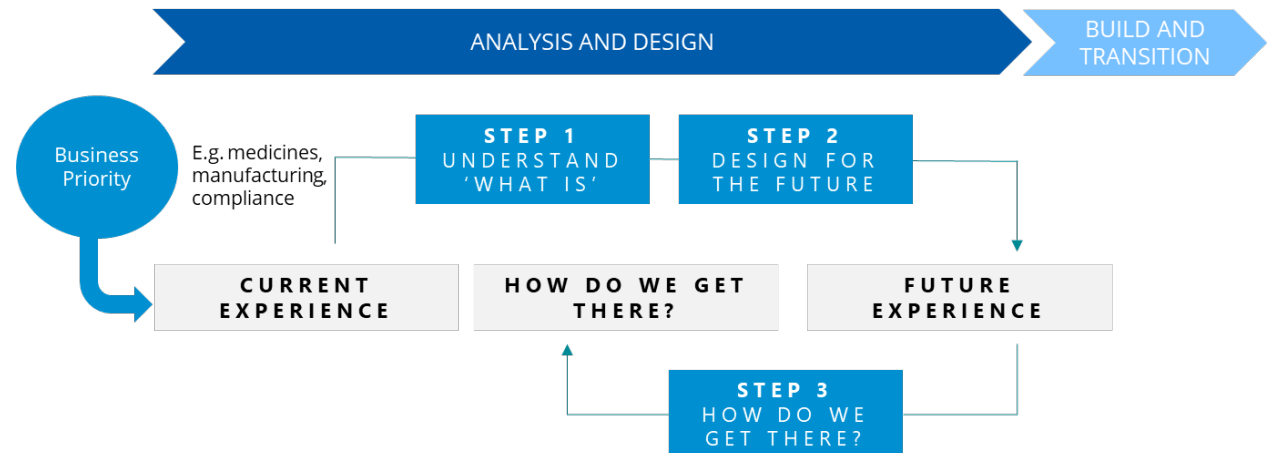 ANALYSIS AND DESIGN
BUILD AND
TRANSITION
Business
Priority
E.g. medicines,
manufacturing,
compliance
STEP 1
UNDERSTAND
‘WHAT IS’
STEP 2
DESIGN FOR
THE FUTURE
CURRENT
EXPERIENCE
HOW DO WE GET
THERE?
FUTURE
EXPERIENCE
STEP 3
HOW DO WE
GET THERE?